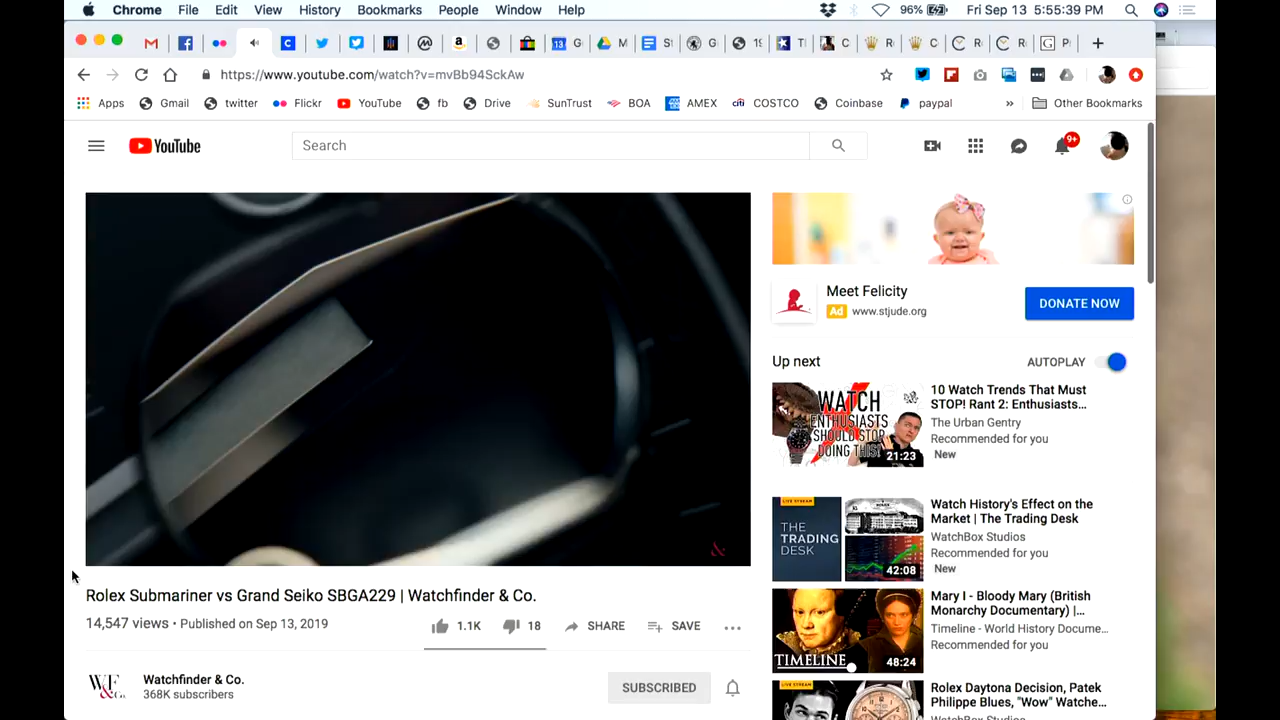 Chrome File Edit View History Bookmarks People Window Help 96% Fri Sep 13 5:55:39 PM
https://www.youtube.com/watch?v=mvBb94SckAw
Apps Gmail twitter Flickr YouTube fb Drive SunTrust BOA AMEX COSTCO Coinbase paypal » Other Bookmarks
YouTube
Search
9+
Meet Felicity
Ad www.stjude.org
DONATE NOW
Up next
AUTOPLAY
WATCH
ENTHUSIASTS
SHOULD STOP
DOING THIS!
21:23
10 Watch Trends That Must
STOP! Rant 2: Enthusiasts...
The Urban Gentry
Recommended for you
New
LIVE STREAM
THE
TRADING
DESK
42:08
Watch History's Effect on the
Market | The Trading Desk
WatchBox Studios
Recommended for you
New
TIMELINE
48:24
Mary I - Bloody Mary (British
Monarchy Documentary) |...
Timeline - World History Docume...
Recommended for you
LIVE STREAM
Rolex Daytona Decision, Patek
Philippe Blues, "Wow" Watche...
WatchBox Studios
Rolex Submariner vs Grand Seiko SBGA229 | Watchfinder & Co.
14,547 views • Published on Sep 13, 2019
1.1K 18 SHARE SAVE
Watchfinder & Co.
368K subscribers
SUBSCRIBED